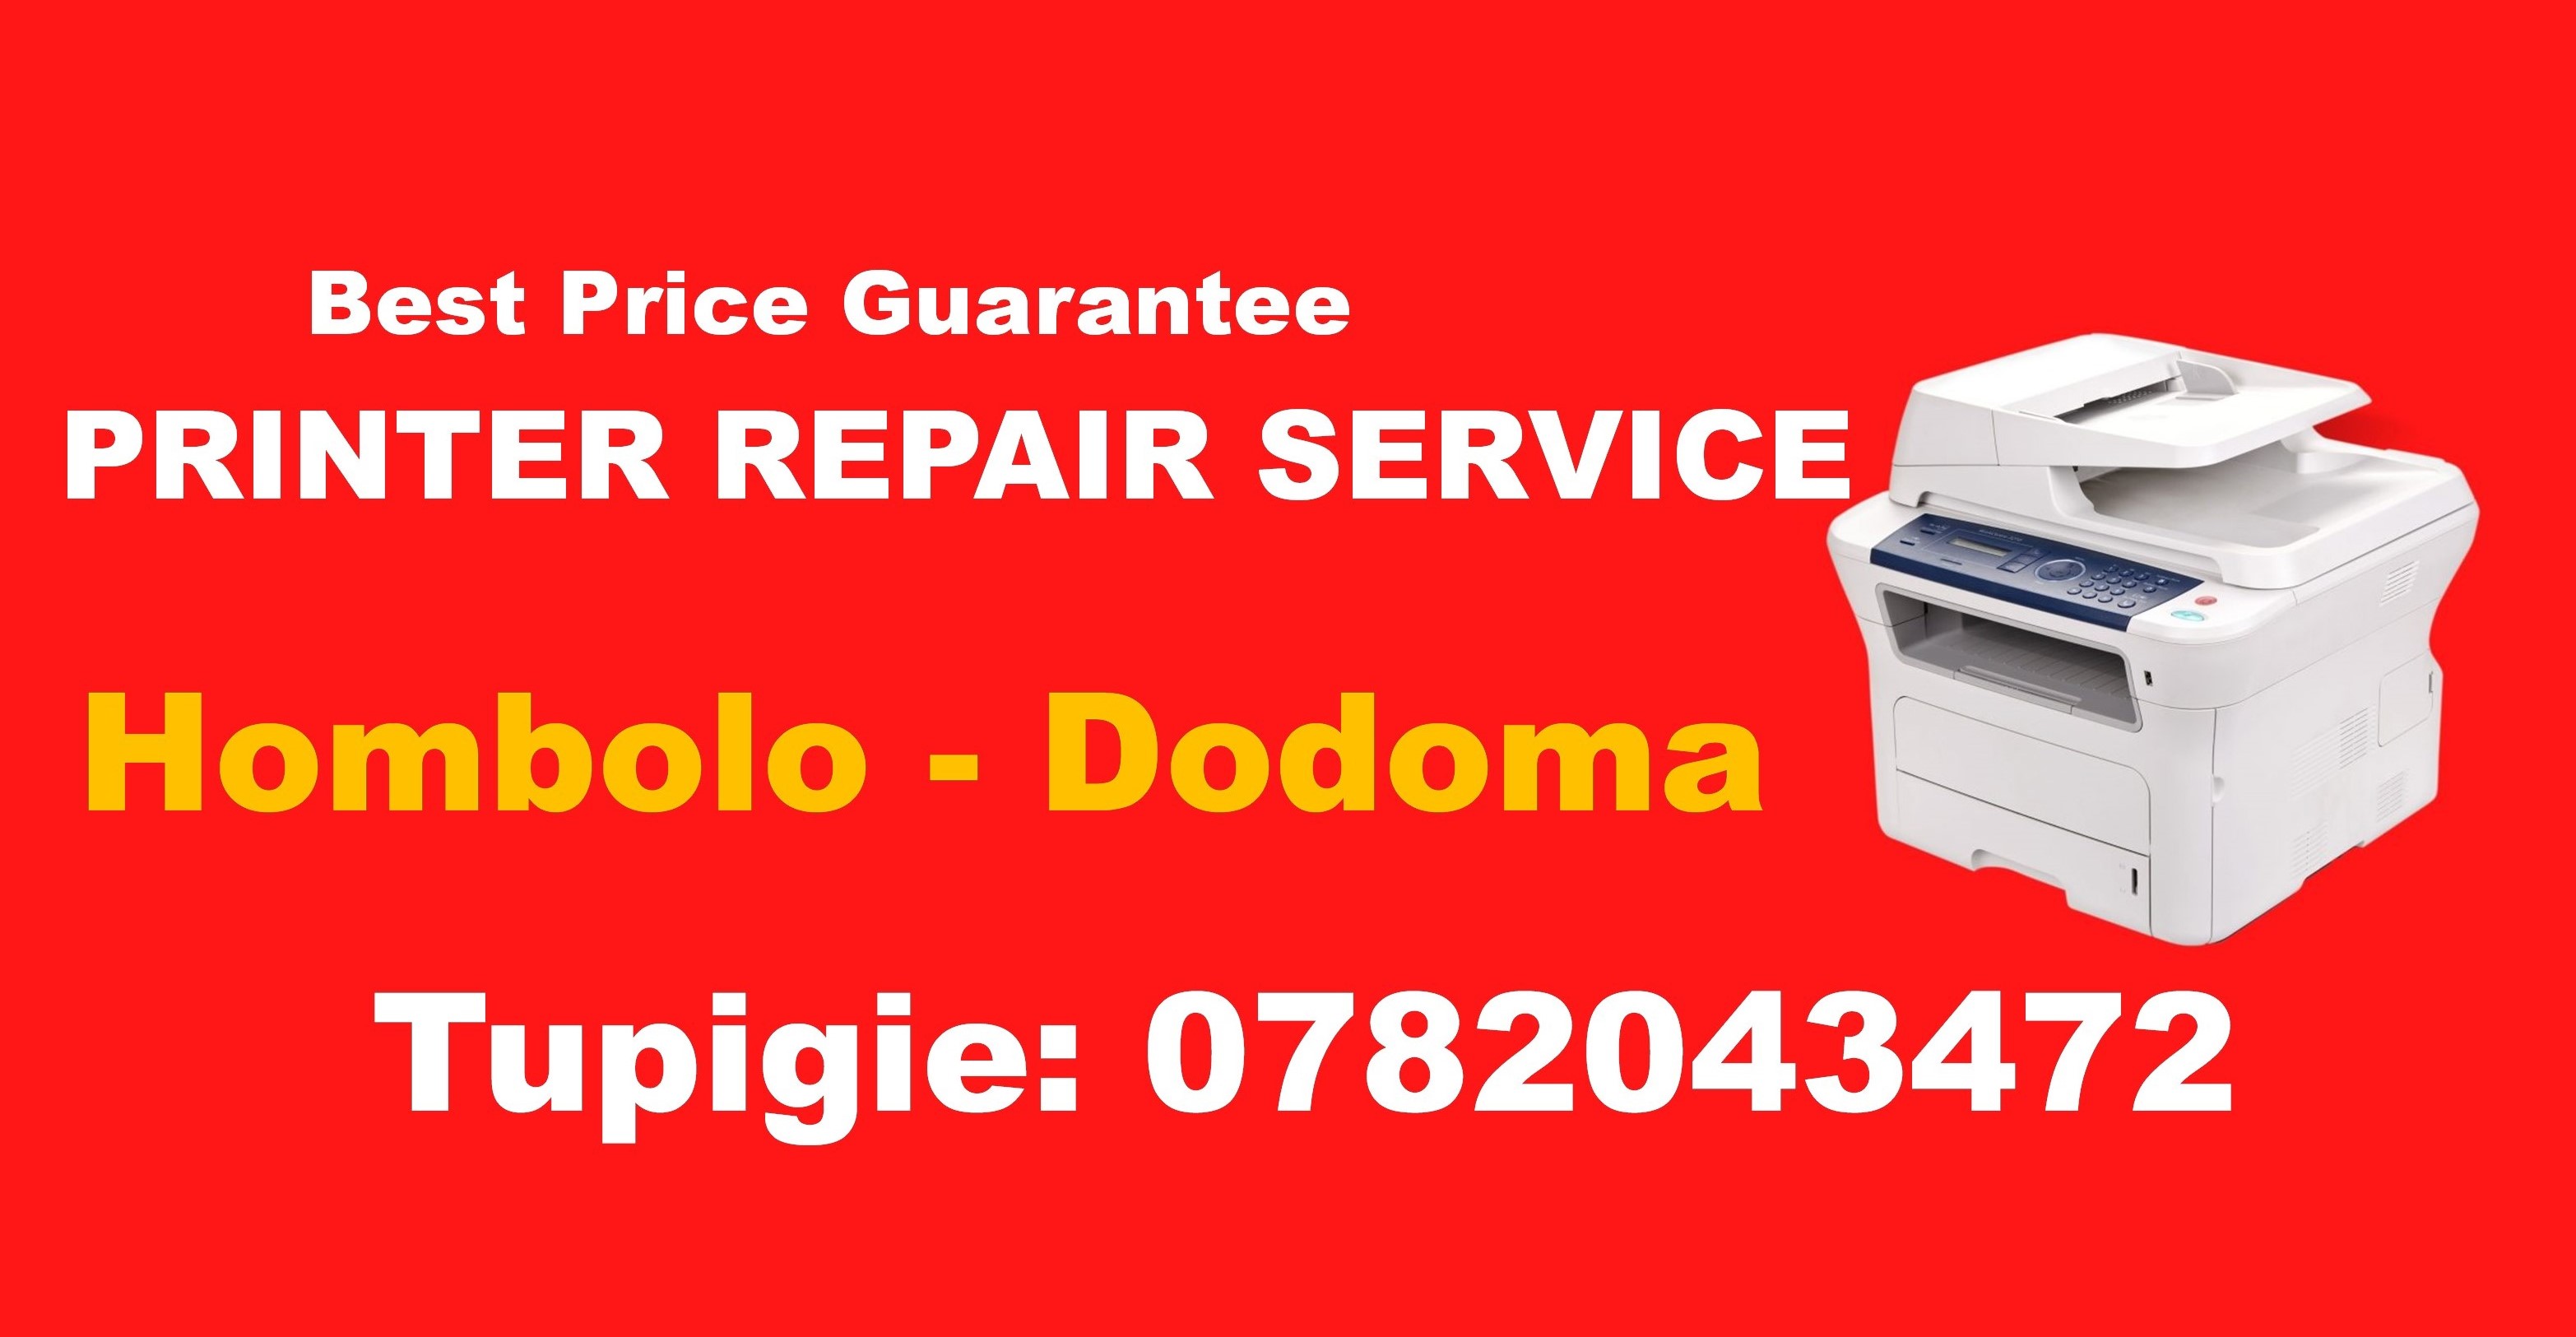 Best Price Guarantee
PRINTER REPAIR SERVICE
Hombolo - Dodoma
Tupigie: 0782043472